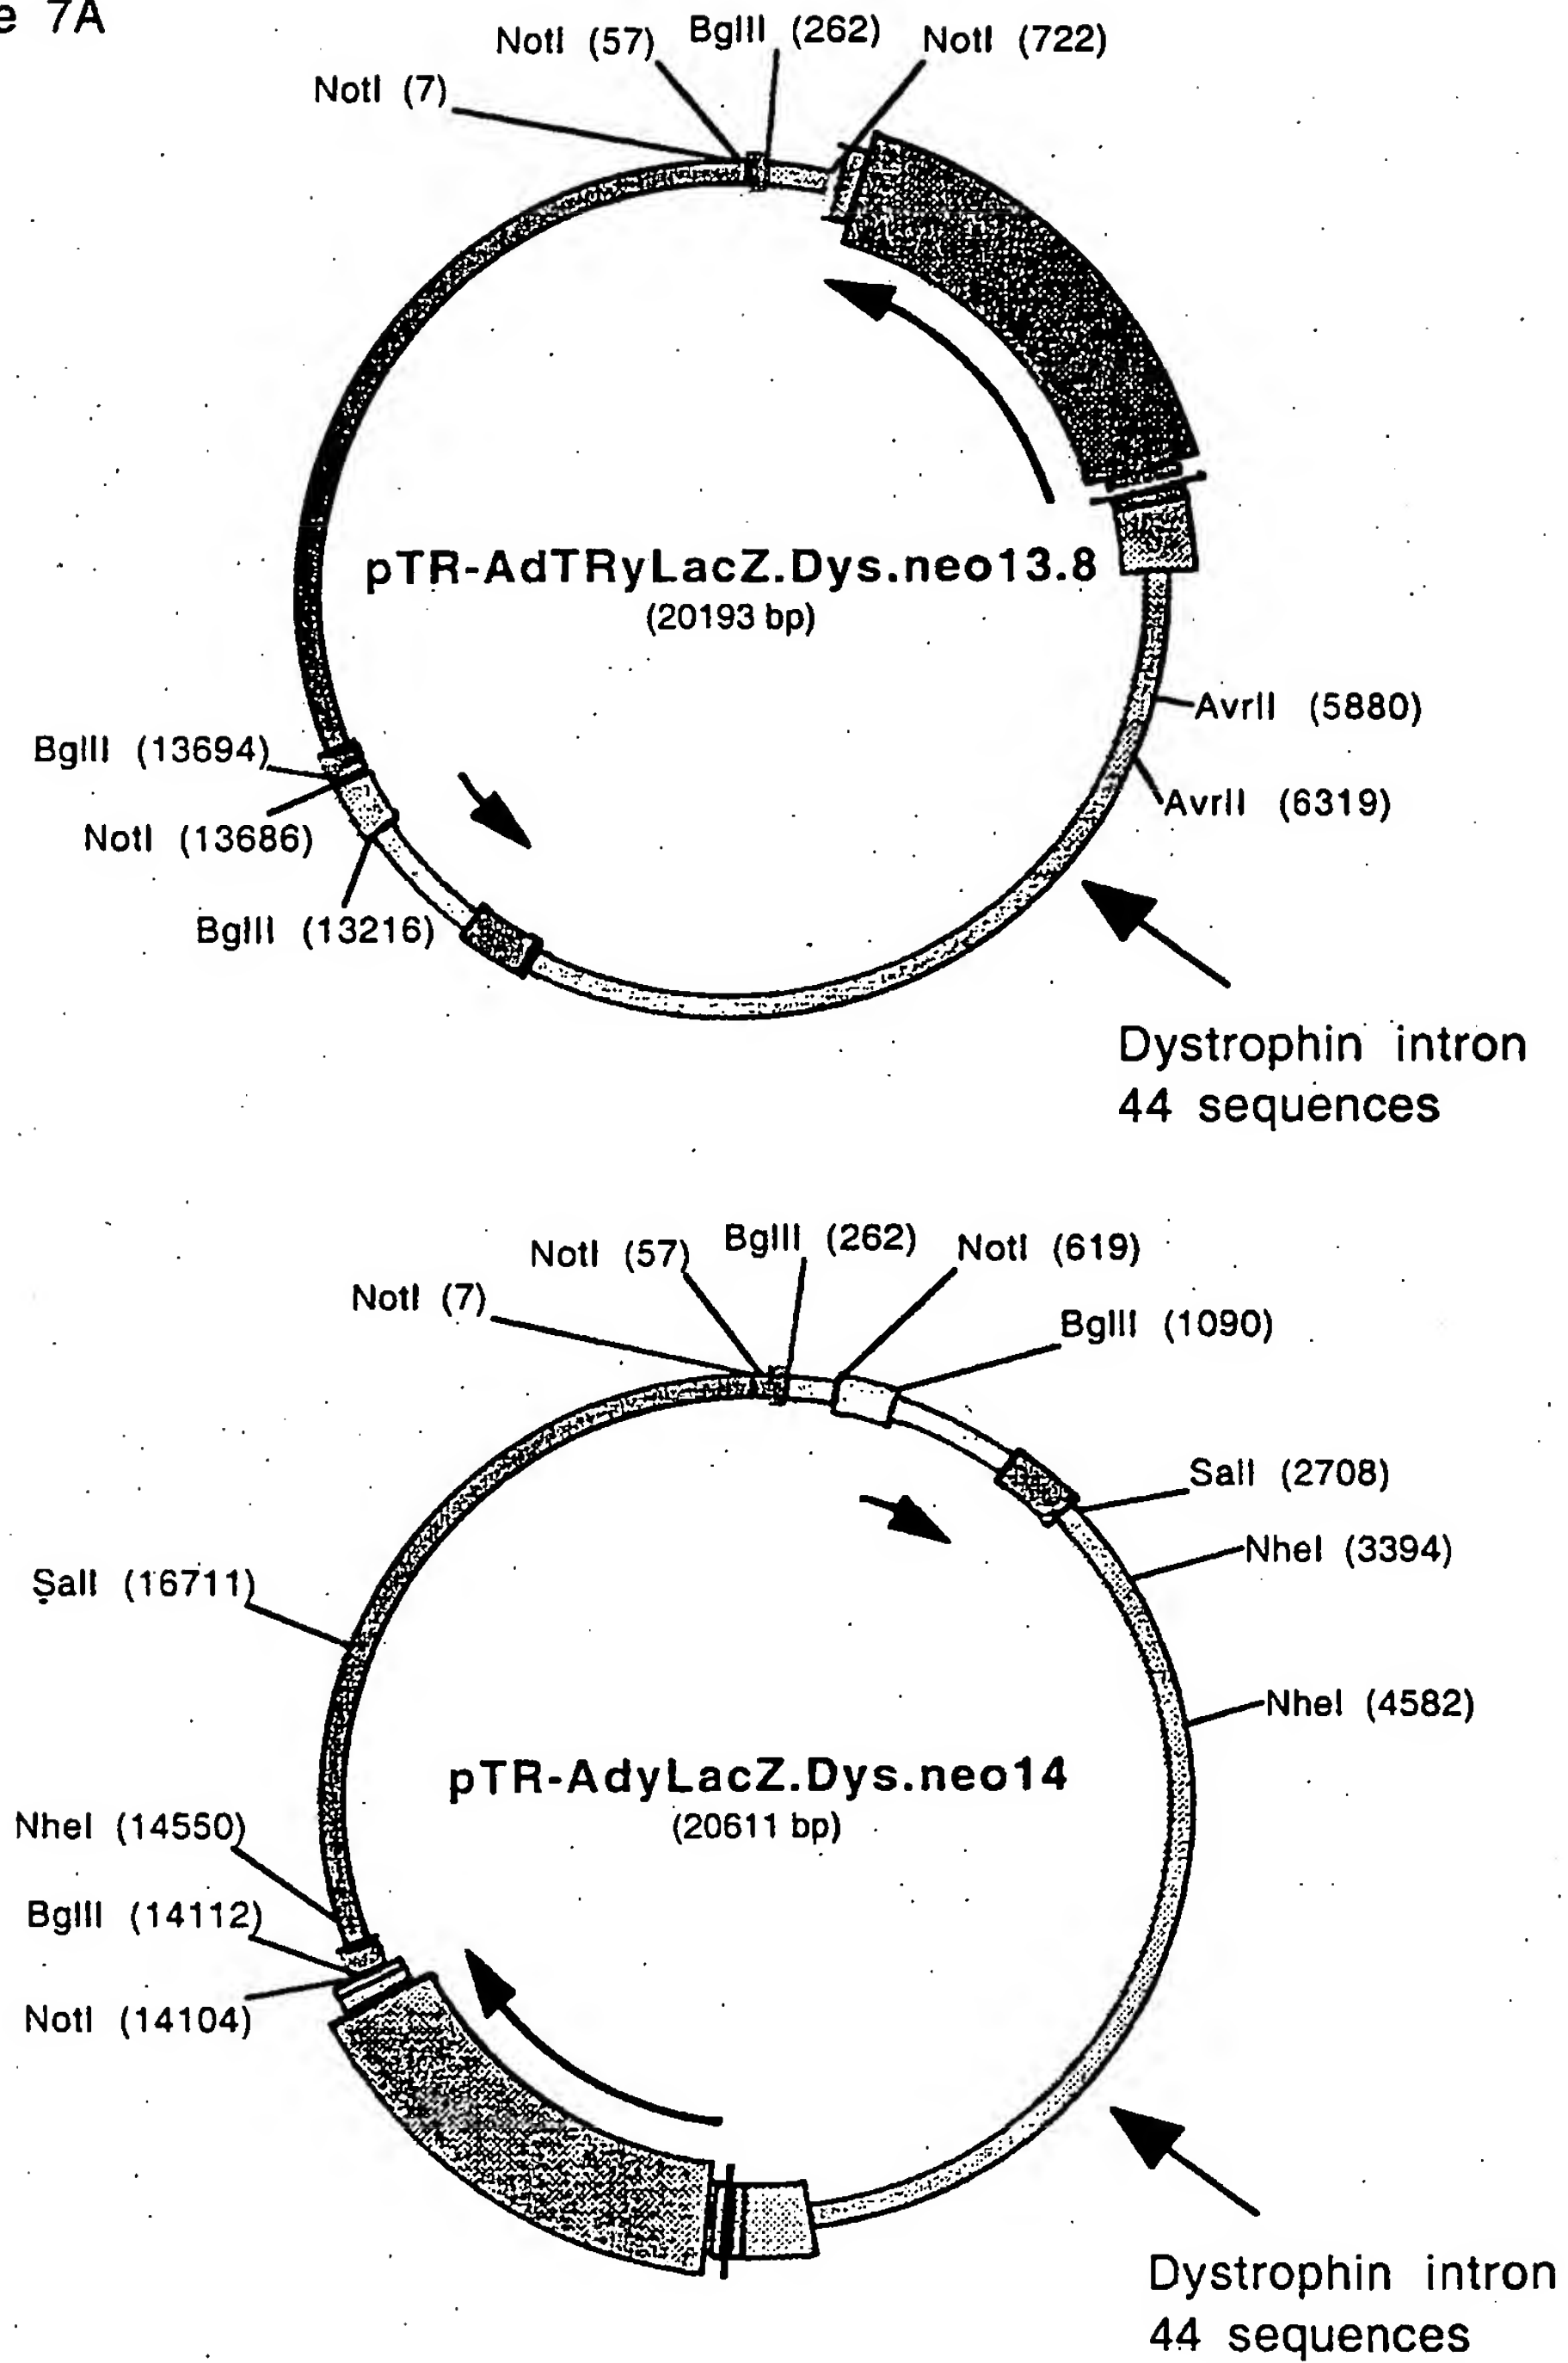 e 7A
NotI (57)
BglII (262)
NotI (722)
NotI (7)
pTR-AdTRyLacZ.Dys.neo13.8
(20193 bp)
AvrII (5880)
BglII (13694)
AvrII (6319)
NotI (13686)
BglII (13216)
Dystrophin intron
44 sequences
NotI (57)
BglII (262)
NotI (619)
NotI (7)
BglII (1090)
SalI (2708)
NheI (3394)
SalI (16711)
NheI (4582)
pTR-AdyLacZ.Dys.neo14
(20611 bp)
NheI (14550)
BglII (14112)
NotI (14104)
Dystrophin intron
44 sequences